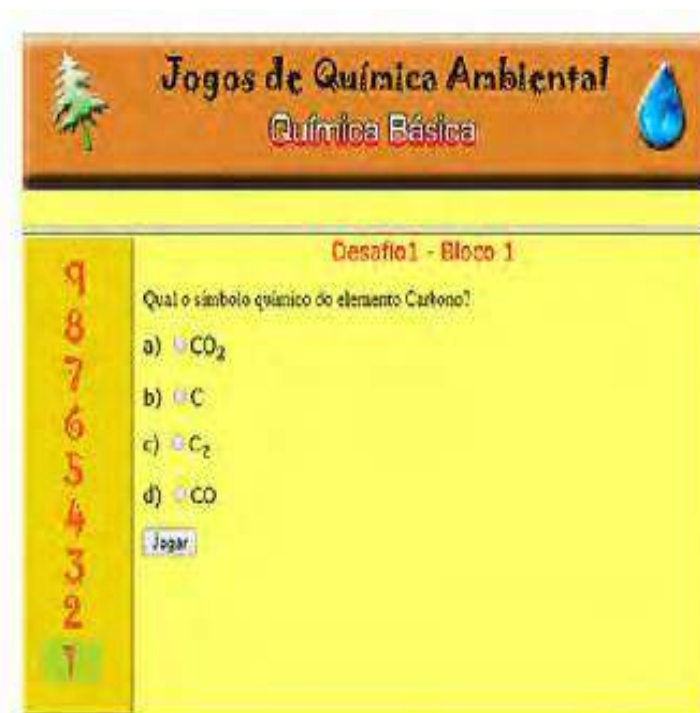 Jogos de Química Ambiental
Química Básica
Desafio1 - Bloco 1
9
8
7
6
5
4
3
2
1
Qual o símbolo químico do elemento Carbono?
a) CO₂
b) C
c) C₂
d) CO
Jogar